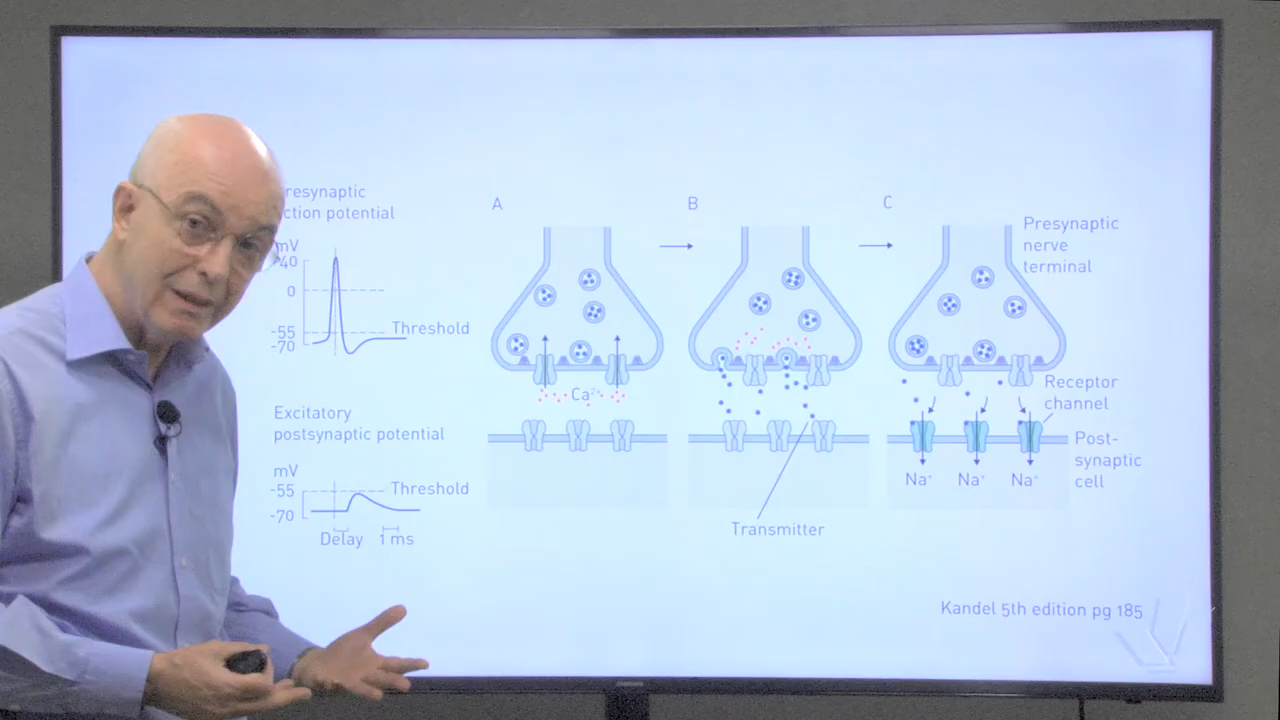 resynaptic
ction potential
mV
40
0
-55
-70
Threshold
Excitatory
postsynaptic potential
mV
-55
-70
Threshold
Delay
1 ms
A
Ca²⁺
B
Transmitter
C
Presynaptic
nerve
terminal
Receptor
channel
Post-
synaptic
cell
Na⁺ Na⁺ Na⁺
Kandel 5th edition pg 185
SAMSUNG